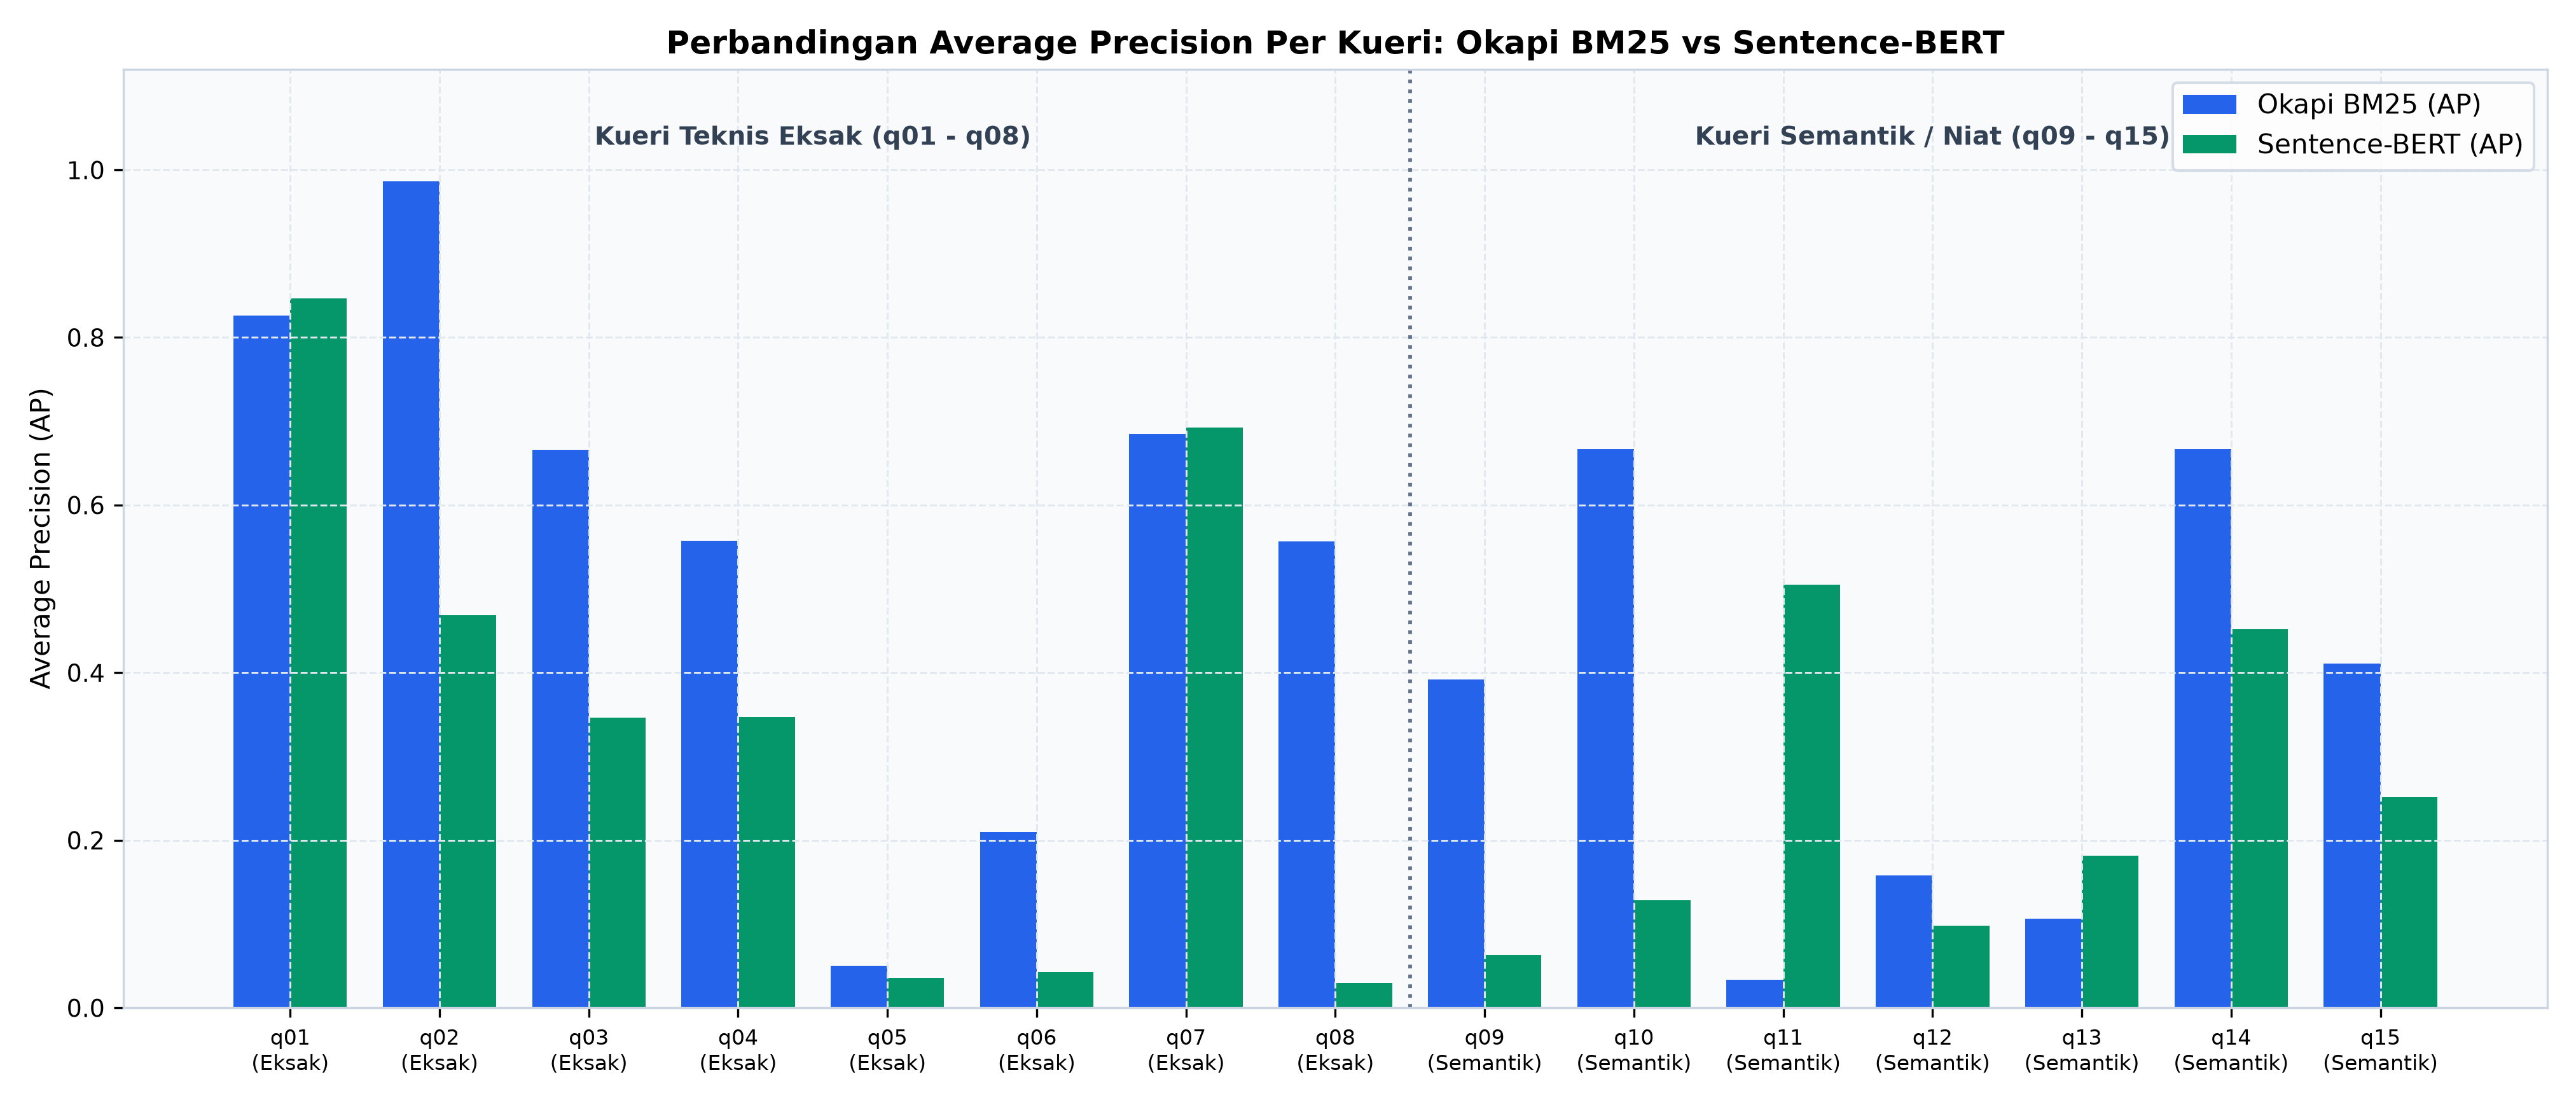 Perbandingan Average Precision Per Kueri: Okapi BM25 vs Sentence-BERT
Kueri Teknis Eksak (q01 - q08)
Kueri Semantik / Niat (q09 - q15)
Okapi BM25 (AP)
Sentence-BERT (AP)
Average Precision (AP)
1.0
0.8
0.6
0.4
0.2
0.0
q01
(Eksak)
q02
(Eksak)
q03
(Eksak)
q04
(Eksak)
q05
(Eksak)
q06
(Eksak)
q07
(Eksak)
q08
(Eksak)
q09
(Semantik)
q10
(Semantik)
q11
(Semantik)
q12
(Semantik)
q13
(Semantik)
q14
(Semantik)
q15
(Semantik)